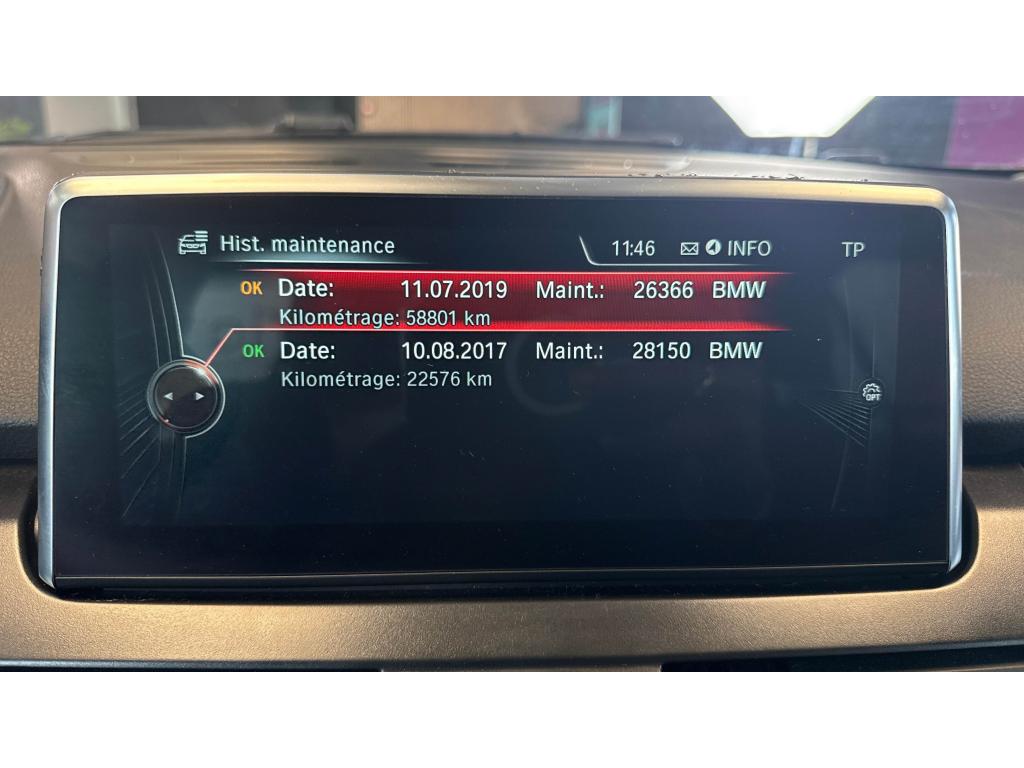 Hist. maintenance 11:46 INFO TP
OK Date: 11.07.2019 Maint.: 26366 BMW
Kilométrage: 58801 km
OK Date: 10.08.2017 Maint.: 28150 BMW
Kilométrage: 22576 km
OPT